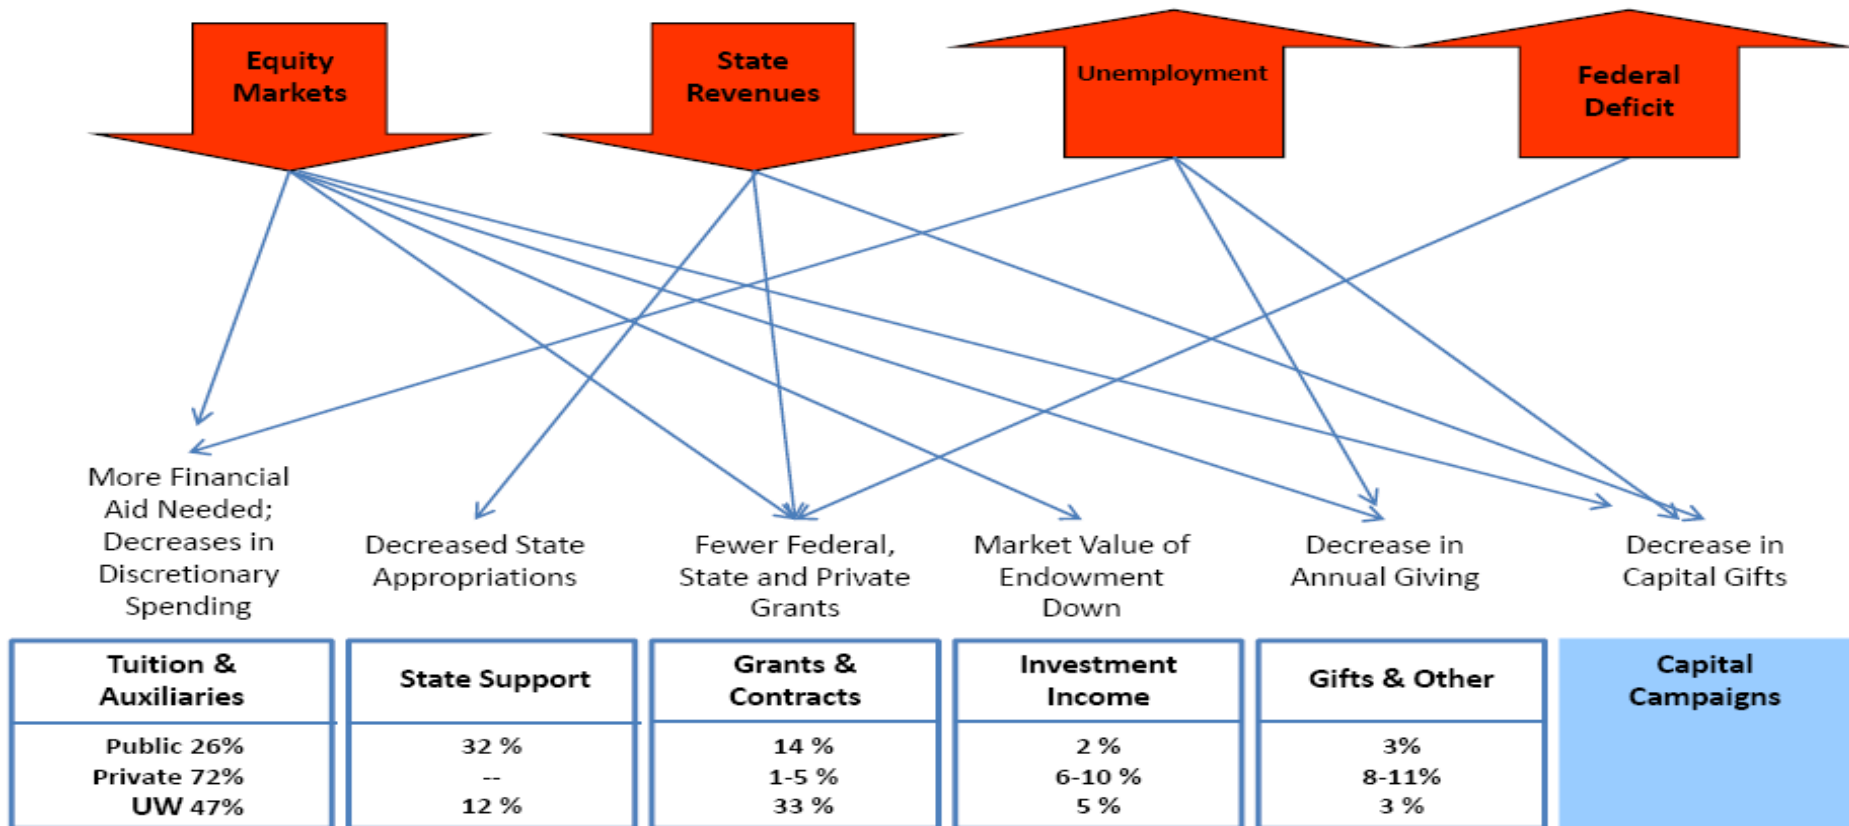 Equity
Markets
State
Revenues
Unemployment
Federal
Deficit
More Financial
Aid Needed;
Decreases in
Discretionary
Spending
Decreased State
Appropriations
Fewer Federal,
State and Private
Grants
Market Value of
Endowment
Down
Decrease in
Annual Giving
Decrease in
Capital Gifts
Tuition &
Auxiliaries
State Support
Grants &
Contracts
Investment
Income
Gifts & Other
Capital
Campaigns
Public 26%
32 %
14 %
2 %
3%
Private 72%
--
1-5 %
6-10 %
8-11%
UW 47%
12 %
33 %
5 %
3 %